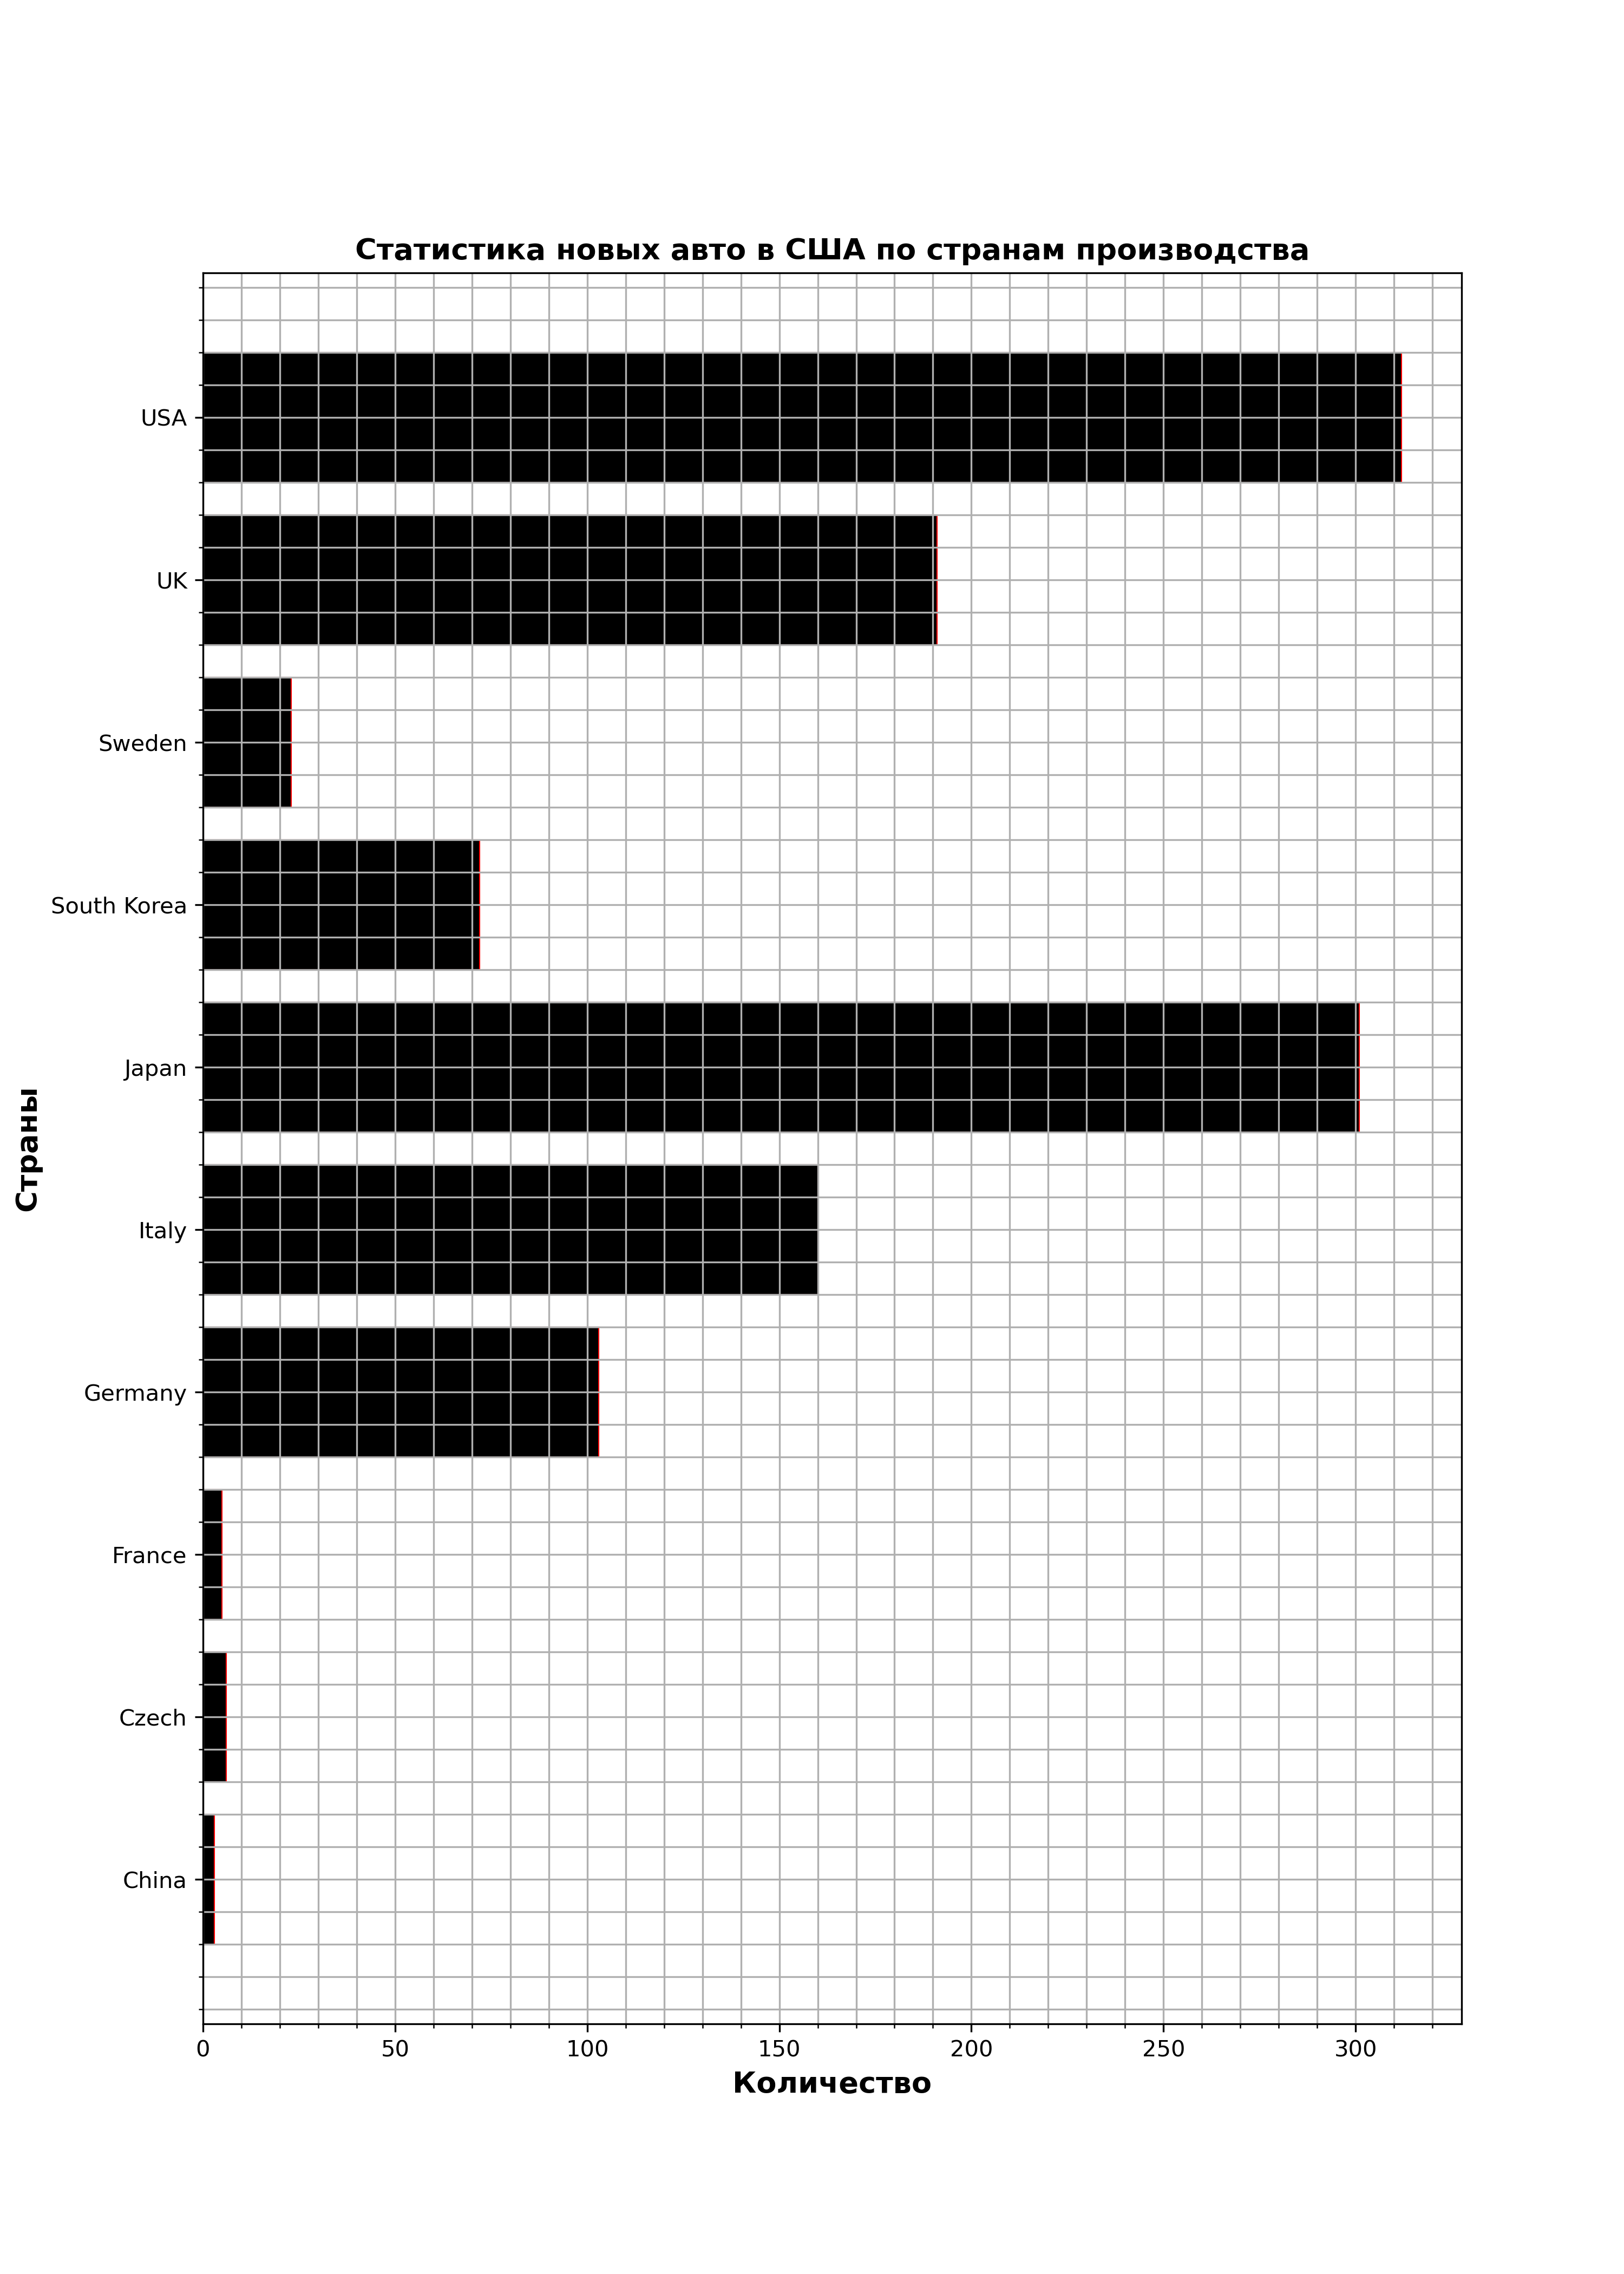 Статистика новых авто в США по странам производства
USA
UK
Sweden
South Korea
Japan
Italy
Germany
France
Czech
China
Страны
0 50 100 150 200 250 300
Количество